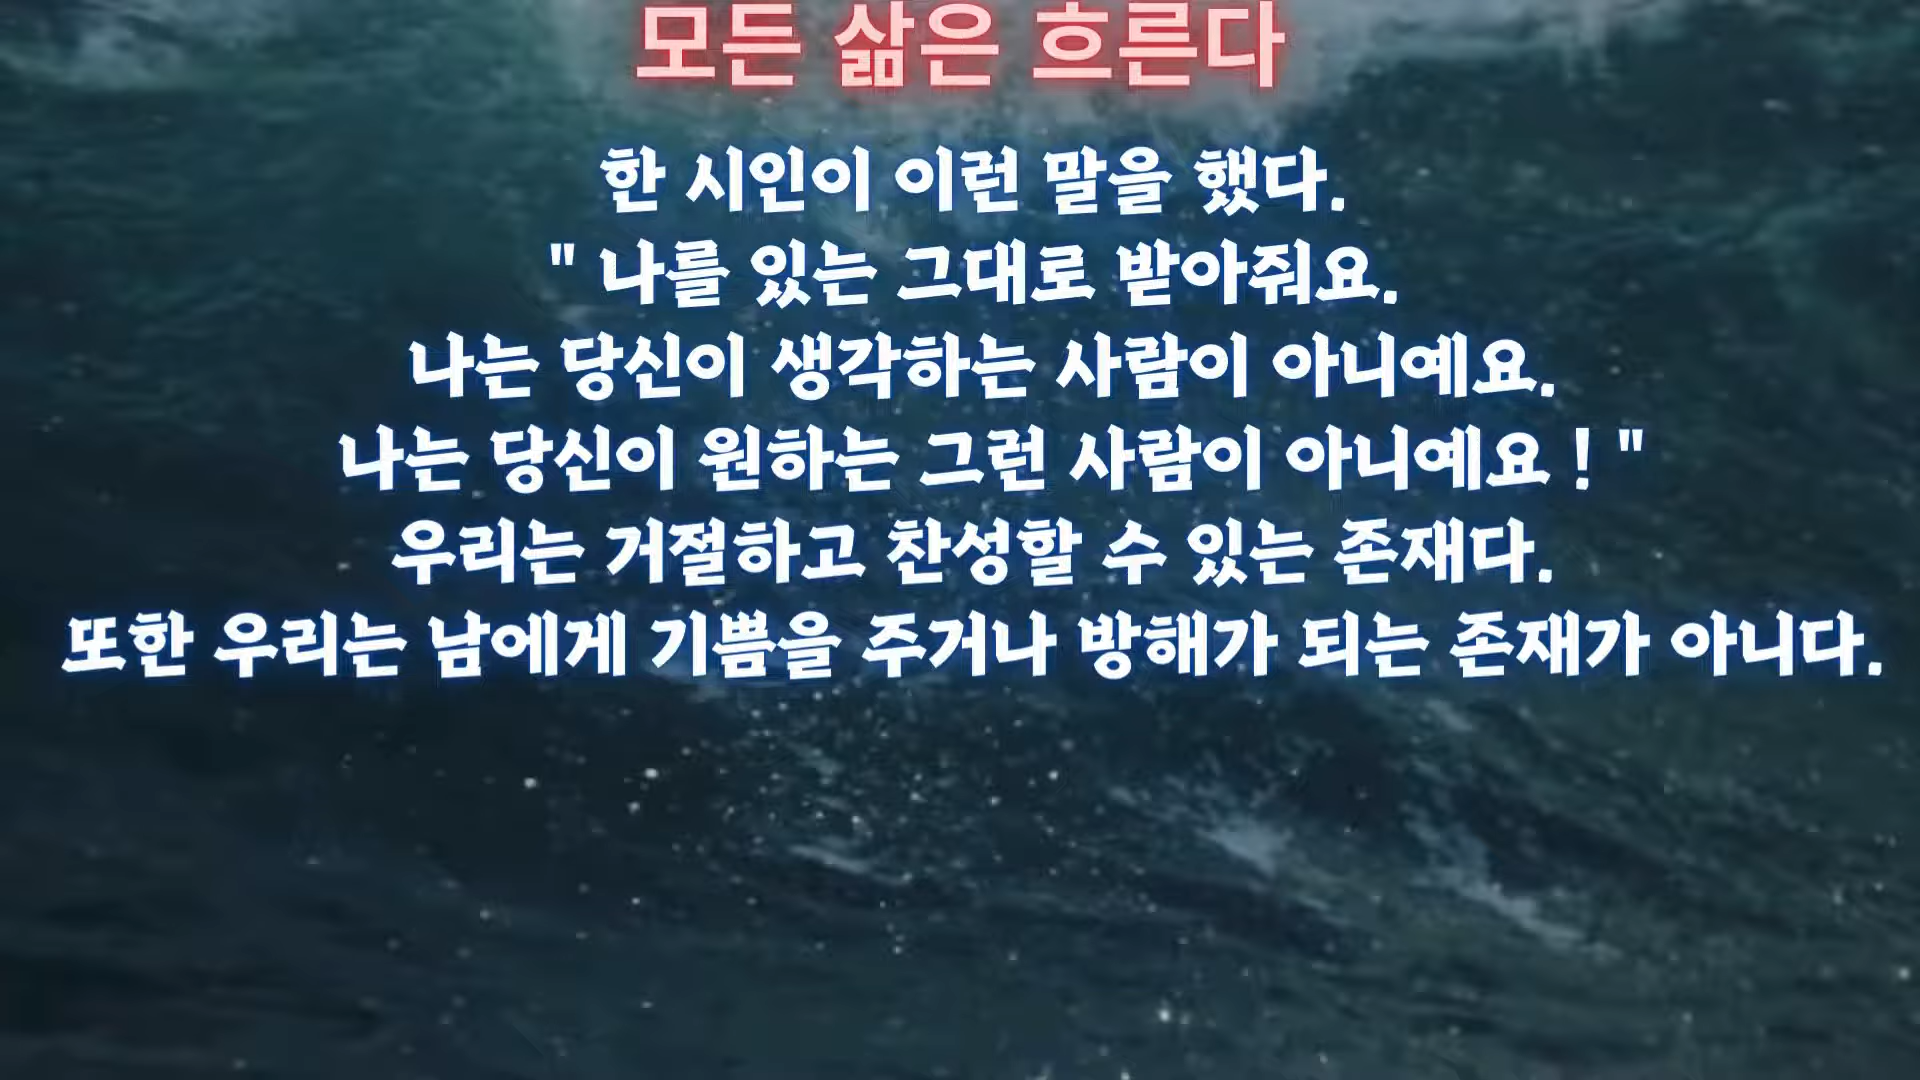 모든 삶은 흐른다
한 시인이 이런 말을 했다.
" 나를 있는 그대로 받아줘요.
나는 당신이 생각하는 사람이 아니예요.
나는 당신이 원하는 그런 사람이 아니예요 ! "
우리는 거절하고 찬성할 수 있는 존재다.
또한 우리는 남에게 기쁨을 주거나 방해가 되는 존재가 아니다.